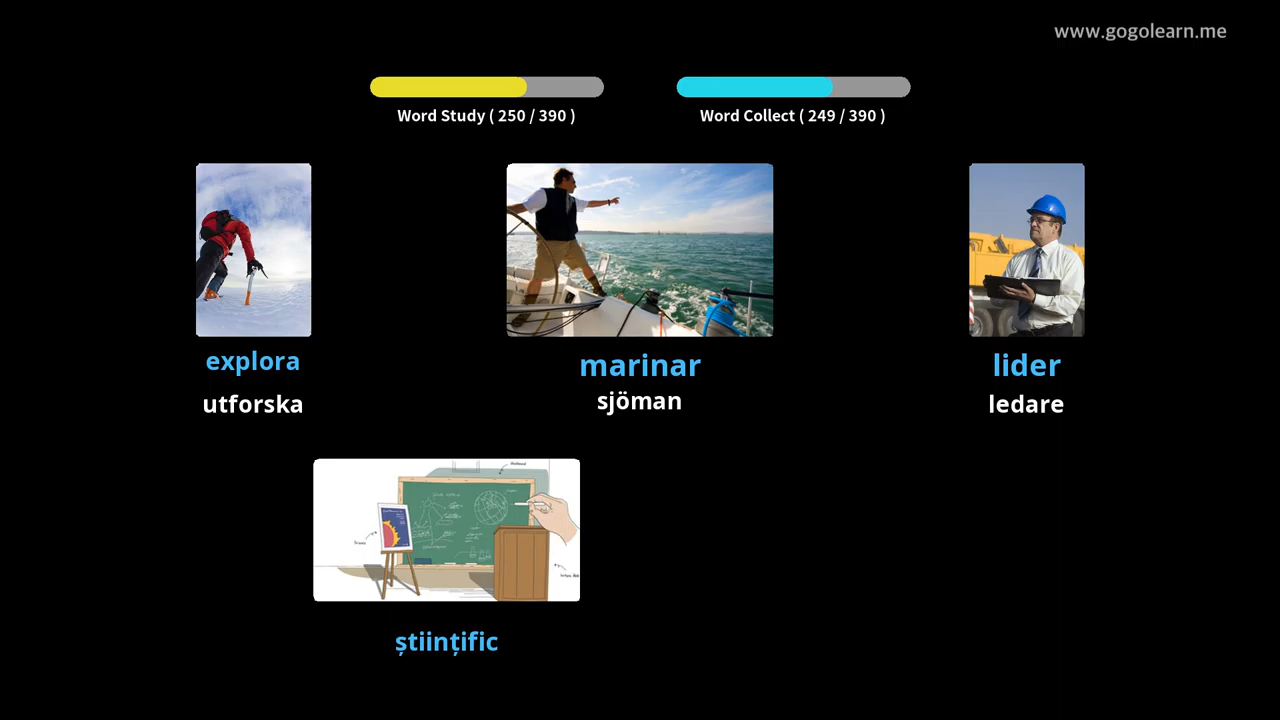 www.gogolearn.me
Word Study ( 250 / 390 )
Word Collect ( 249 / 390 )
explora
marinar
lider
utforska
sjöman
ledare
științific